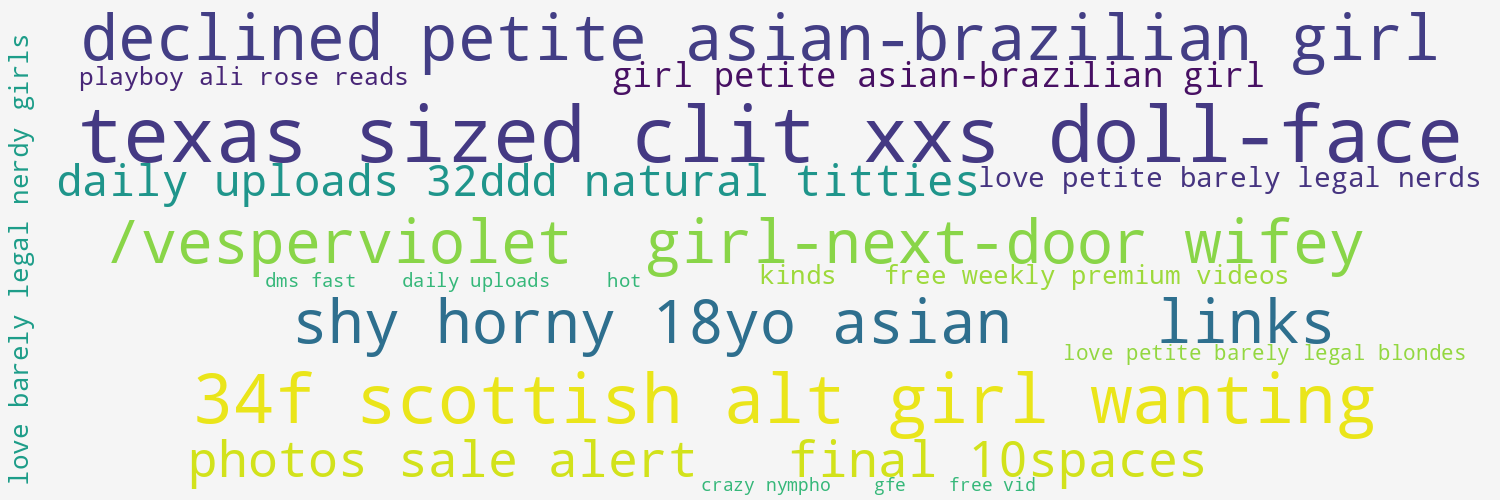 love barely legal nerdy girls
declined petite asian-brazilian girl
playboy ali rose reads
girl petite asian-brazilian girl
texas sized clit xxs doll-face
daily uploads 32ddd natural titties
love petite barely legal nerds
/vesperviolet girl-next-door wifey
dms fast daily uploads hot
kinds free weekly premium videos
shy horny 18yo asian links
love petite barely legal blondes
34f scottish alt girl wanting
photos sale alert final 10spaces
crazy nympho gfe free vid